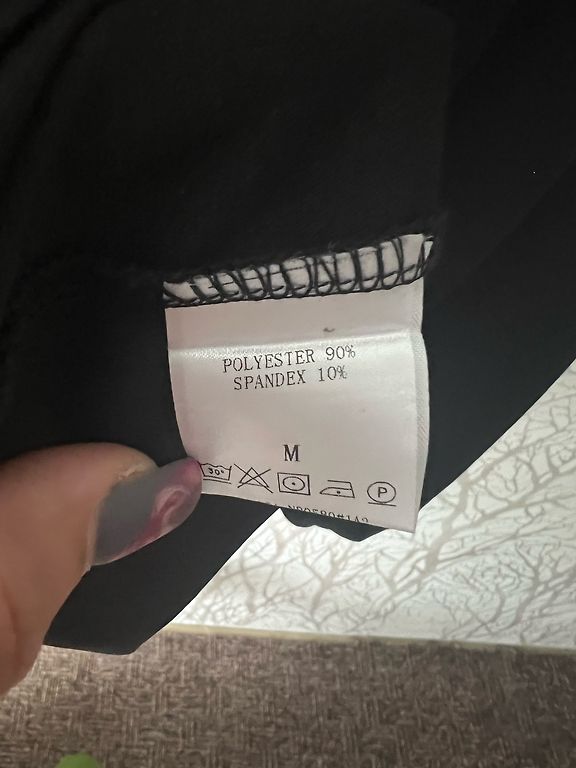 POLYESTER 90%
SPANDEX 10%
M
30°
P